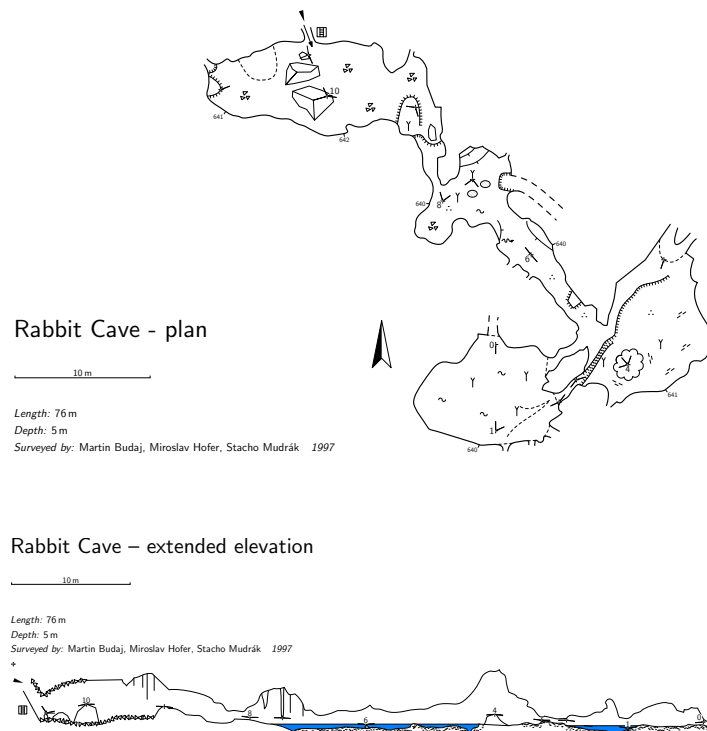 10
641
642
640
8
640
6
Rabbit Cave - plan
0
10 m
4
641
Length: 76 m
Depth: 5 m
1
Surveyed by: Martin Budaj, Miroslav Hofer, Stacho Mudrák 1997
640
Rabbit Cave – extended elevation
10 m
Length: 76 m
Depth: 5 m
Surveyed by: Martin Budaj, Miroslav Hofer, Stacho Mudrák 1997
10
8
6
4
1
0